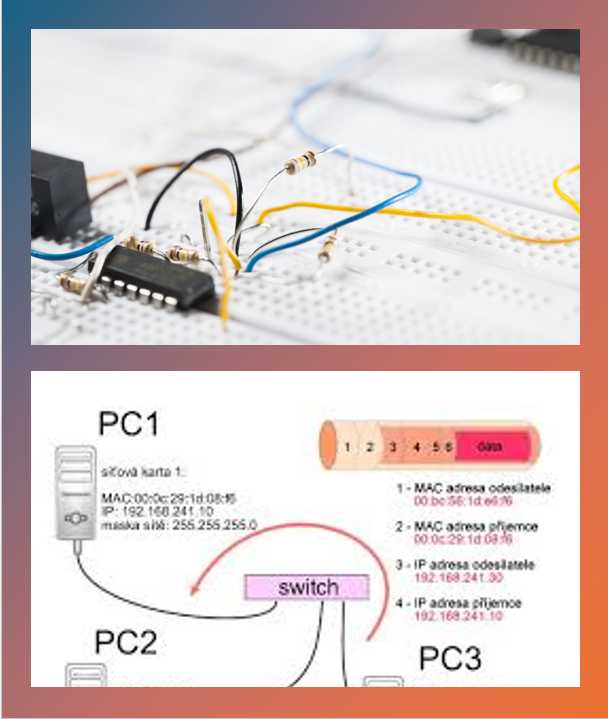 PC1
síťová karta 1:
MAC:00:0c:29:1d:08:f6
IP: 192.168.241.10
maska sítě: 255.255.255.0
1 2 3 4 5 6 data
1 - MAC adresa odesílatele
00:bc:56:1d:e6:f6
2 - MAC adresa příjemce
00:0c:29:1d:08:f6
3 - IP adresa odesílatele
192.168.241.30
4 - IP adresa příjemce
192.168.241.10
switch
PC2
PC3